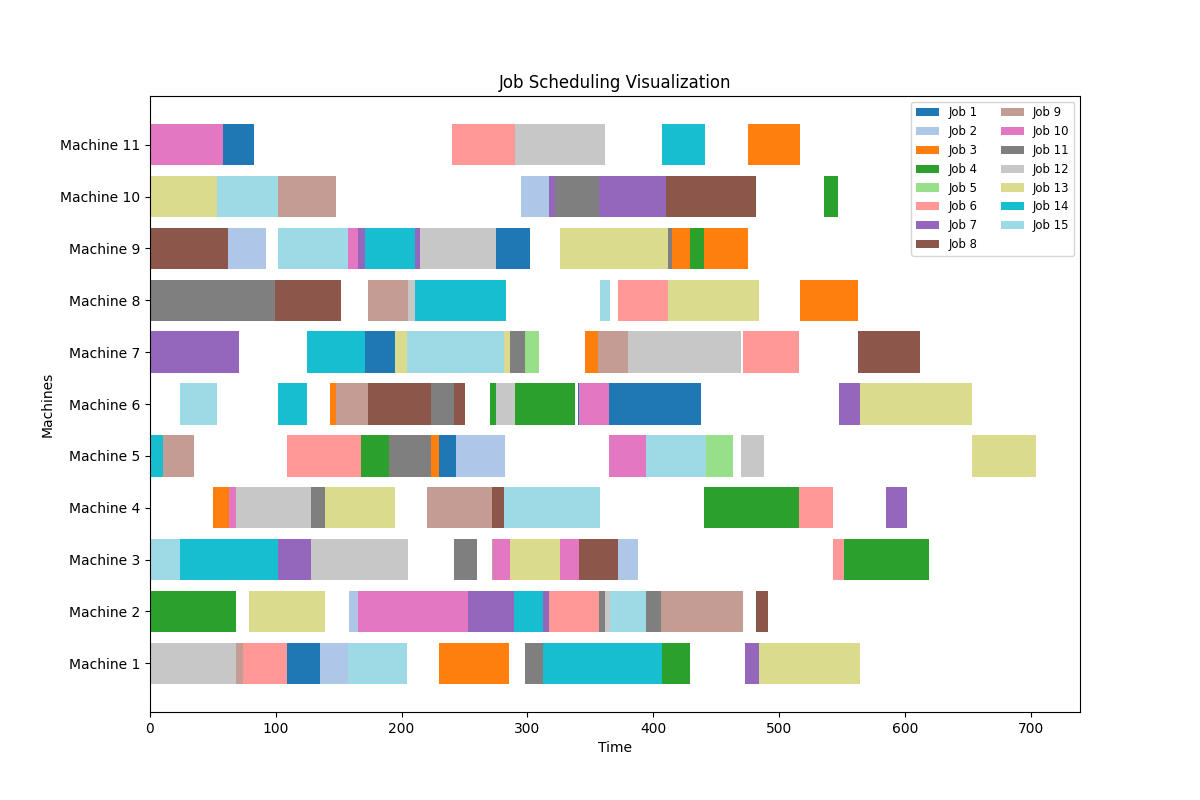 Job Scheduling Visualization
Machine 11
Machine 10
Machine 9
Machine 8
Machine 7
Machine 6
Machine 5
Machine 4
Machine 3
Machine 2
Machine 1
Machines
0 100 200 300 400 500 600 700
Time
Job 1
Job 2
Job 3
Job 4
Job 5
Job 6
Job 7
Job 8
Job 9
Job 10
Job 11
Job 12
Job 13
Job 14
Job 15